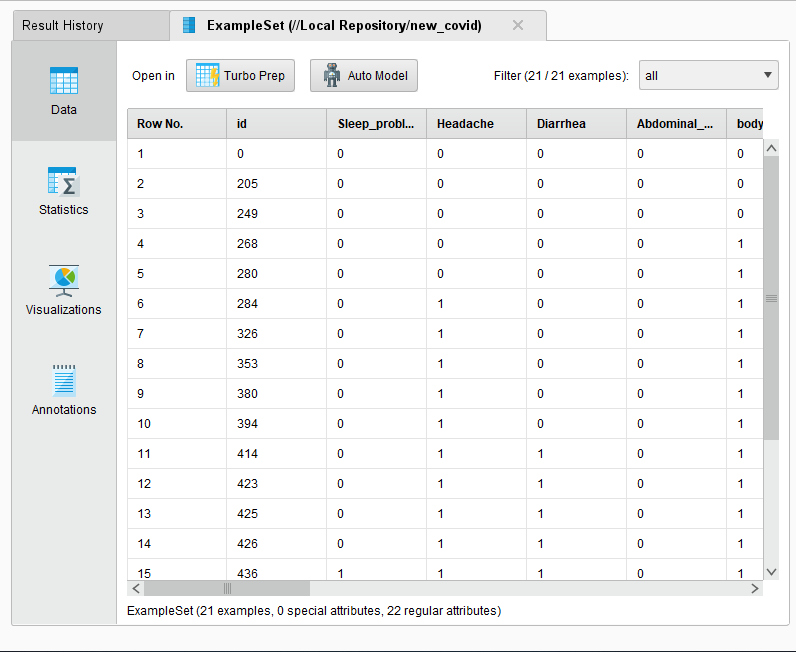 Result History ExampleSet (//Local Repository/new_covid)
Open in Turbo Prep Auto Model Filter (21 / 21 examples): all
Data
Statistics
Visualizations
Annotations
Row No. id Sleep_probl... Headache Diarrhea Abdominal_... body
1 0 0 0 0 0 0
2 205 0 0 0 0 0
3 249 0 0 0 0 0
4 268 0 0 0 0 1
5 280 0 0 0 0 1
6 284 0 1 0 0 1
7 326 0 1 0 0 1
8 353 0 1 0 0 1
9 380 0 1 0 0 1
10 394 0 1 0 0 1
11 414 0 1 1 0 1
12 423 0 1 1 0 1
13 425 0 1 1 0 1
14 426 0 1 1 0 1
15 436 1 1 1 0 1
ExampleSet (21 examples, 0 special attributes, 22 regular attributes)